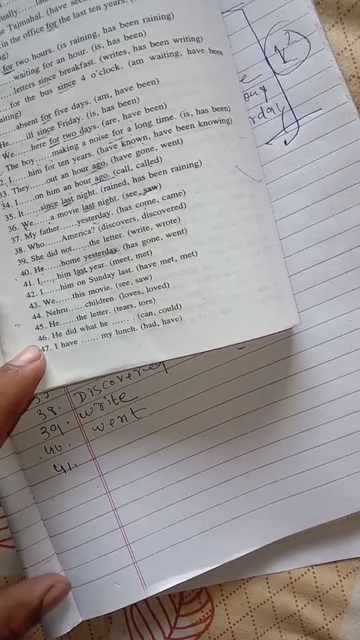 the Tajmahal. (have see
in the office for the last ten years.
for two hours. (is raining, has been raining)
waiting for an hour. (is, has been)
letters since breakfast. (writes, has been writing)
for the bus since 4 o'clock. (am waiting, have been
waiting)
absent for five days. (am, have been)
He......ill since Friday. (is, has been)
We......here for two days. (are, have been)
The boy ......making a noise for a long time. (is, has been)
I......him for ten years. (have known, have been knowing)
33. They......out an hour ago. (have gone, went)
34. I......on him an hour ago. (call, called)
35. It......since last night. (rained, has been raining)
36. We......a movie last night. (see, saw)
37. My father......yesterday. (has come, came)
38. Who......America? (discovers, discovered)
39. She did not......the letter. (write, wrote)
40. He......home yesterday. (has gone, went)
41. I......him last year. (meet, met)
42. I......him on Sunday last. (have met, met)
43. We......this movie. (see, saw)
44. Nehru......children. (loves, loved)
45. He......the letter. (tears, tore)
46. He did what he ...... . (can, could)
47. I have ...... my lunch. (had, have)
38. Discovered
39. write
40. went
41.